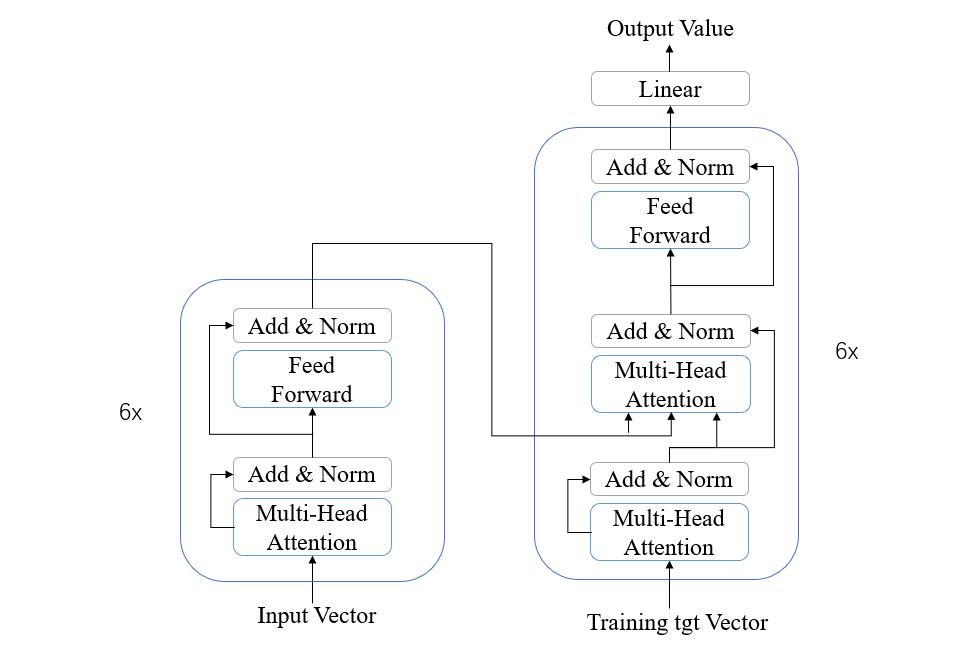 Output Value
Linear
Add & Norm
Feed
Forward
Add & Norm
Multi-Head
Attention
Add & Norm
Multi-Head
Attention
Training tgt Vector
6x
Add & Norm
Feed
Forward
Add & Norm
Multi-Head
Attention
Input Vector
6x